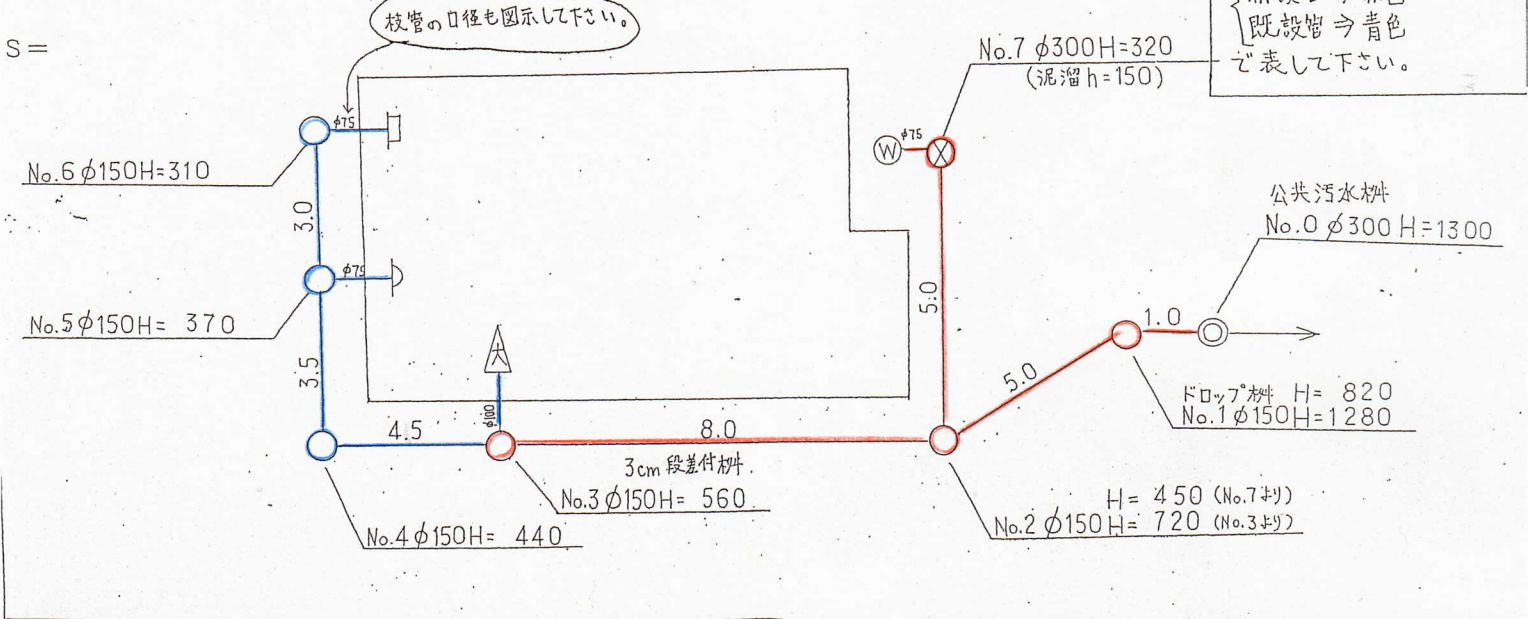 枝管の口径も図示して下さい。
S=
既設管⇒青色
で表して下さい。
No.7 φ300H=320
(泥溜h=150)
φ75
φ75
W
No.6 φ150H=310
3.0
公共汚水桝
No.0 φ300 H=1300
φ75
5.0
No.5 φ150H= 370
1.0
3.5
大
5.0
ドロップ桝 H= 820
No.1 φ150H=1280
φ100
4.5
8.0
3cm段差付桝.
No.3 φ150H= 560
H= 450 (No.7より)
No.2 φ150H= 720 (No.3より)
No.4 φ150H= 440